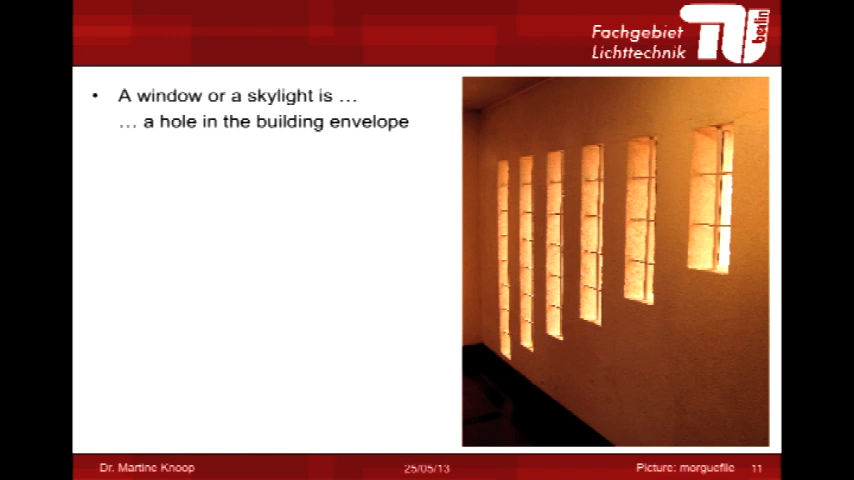 Fachgebiet
Lichttechnik
berlin
• A window or a skylight is …
… a hole in the building envelope
Dr. Martine Knoop 25/05/13 Picture: morguefile 11